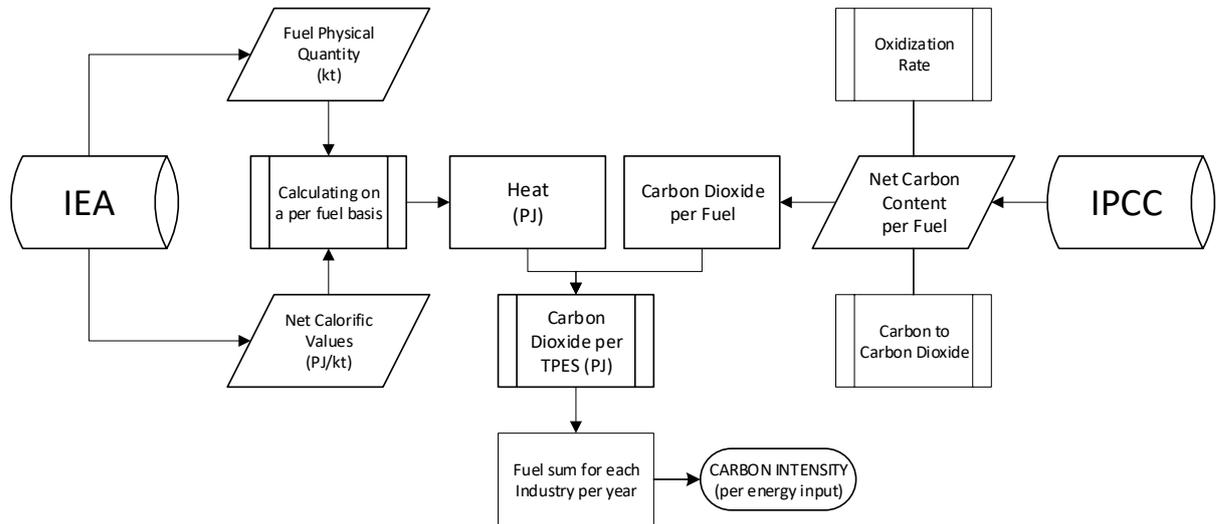 Fuel Physical
Quantity
(kt)
Oxidization
Rate
IEA
Calculating on
a per fuel basis
Heat
(PJ)
Carbon Dioxide
per Fuel
Net Carbon
Content
per Fuel
IPCC
Net Calorific
Values
(PJ/kt)
Carbon
Dioxide per
TPES (PJ)
Carbon to
Carbon Dioxide
Fuel sum for each
Industry per year
CARBON INTENSITY
(per energy input)